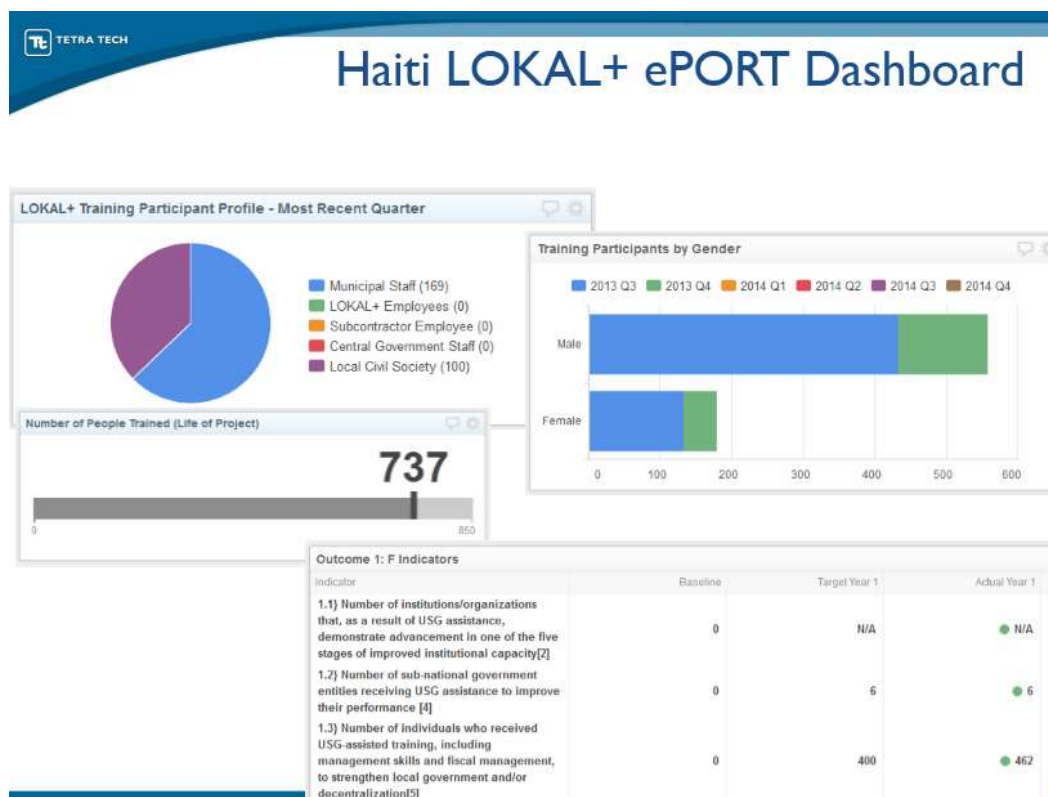 TETRA TECH
Haiti LOKAL+ ePORT Dashboard
LOKAL+ Training Participant Profile - Most Recent Quarter
Municipal Staff (169)
LOKAL+ Employees (0)
Subcontractor Employee (0)
Central Government Staff (0)
Local Civil Society (100)
Training Participants by Gender
2013 Q3 2013 Q4 2014 Q1 2014 Q2 2014 Q3 2014 Q4
Male
Female
0 100 200 300 400 500 600
Number of People Trained (Life of Project)
737
0 850
Outcome 1: F Indicators
Indicator Baseline Target Year 1 Actual Year 1
1.1} Number of institutions/organizations
that, as a result of USG assistance,
demonstrate advancement in one of the five
stages of improved institutional capacity[2]
0 N/A N/A
1.2} Number of sub-national government
entities receiving USG assistance to improve
their performance [4]
0 6 6
1.3} Number of individuals who received
USG-assisted training, including
management skills and fiscal management,
to strengthen local government and/or
decentralization[5]
0 400 462